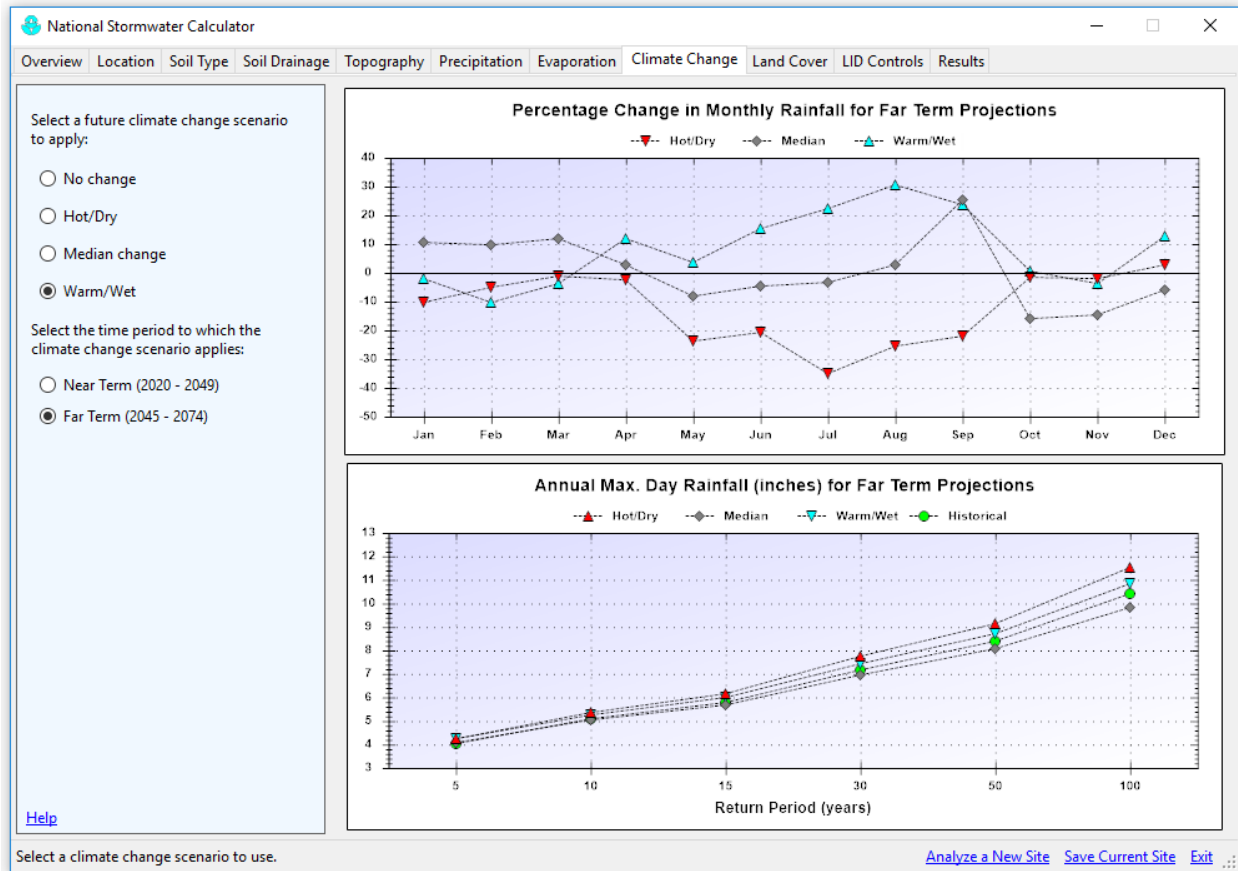 National Stormwater Calculator
Overview Location Soil Type Soil Drainage Topography Precipitation Evaporation Climate Change Land Cover LID Controls Results
Select a future climate change scenario
to apply:
No change
Hot/Dry
Median change
Warm/Wet
Select the time period to which the
climate change scenario applies:
Near Term (2020 - 2049)
Far Term (2045 - 2074)
Help
Percentage Change in Monthly Rainfall for Far Term Projections
Hot/Dry Median Warm/Wet
40
30
20
10
0
-10
-20
-30
-40
-50
Jan Feb Mar Apr May Jun Jul Aug Sep Oct Nov Dec
Annual Max. Day Rainfall (inches) for Far Term Projections
Hot/Dry Median Warm/Wet Historical
13
12
11
10
9
8
7
6
5
4
3
5 10 15 30 50 100
Return Period (years)
Select a climate change scenario to use.
Analyze a New Site Save Current Site Exit